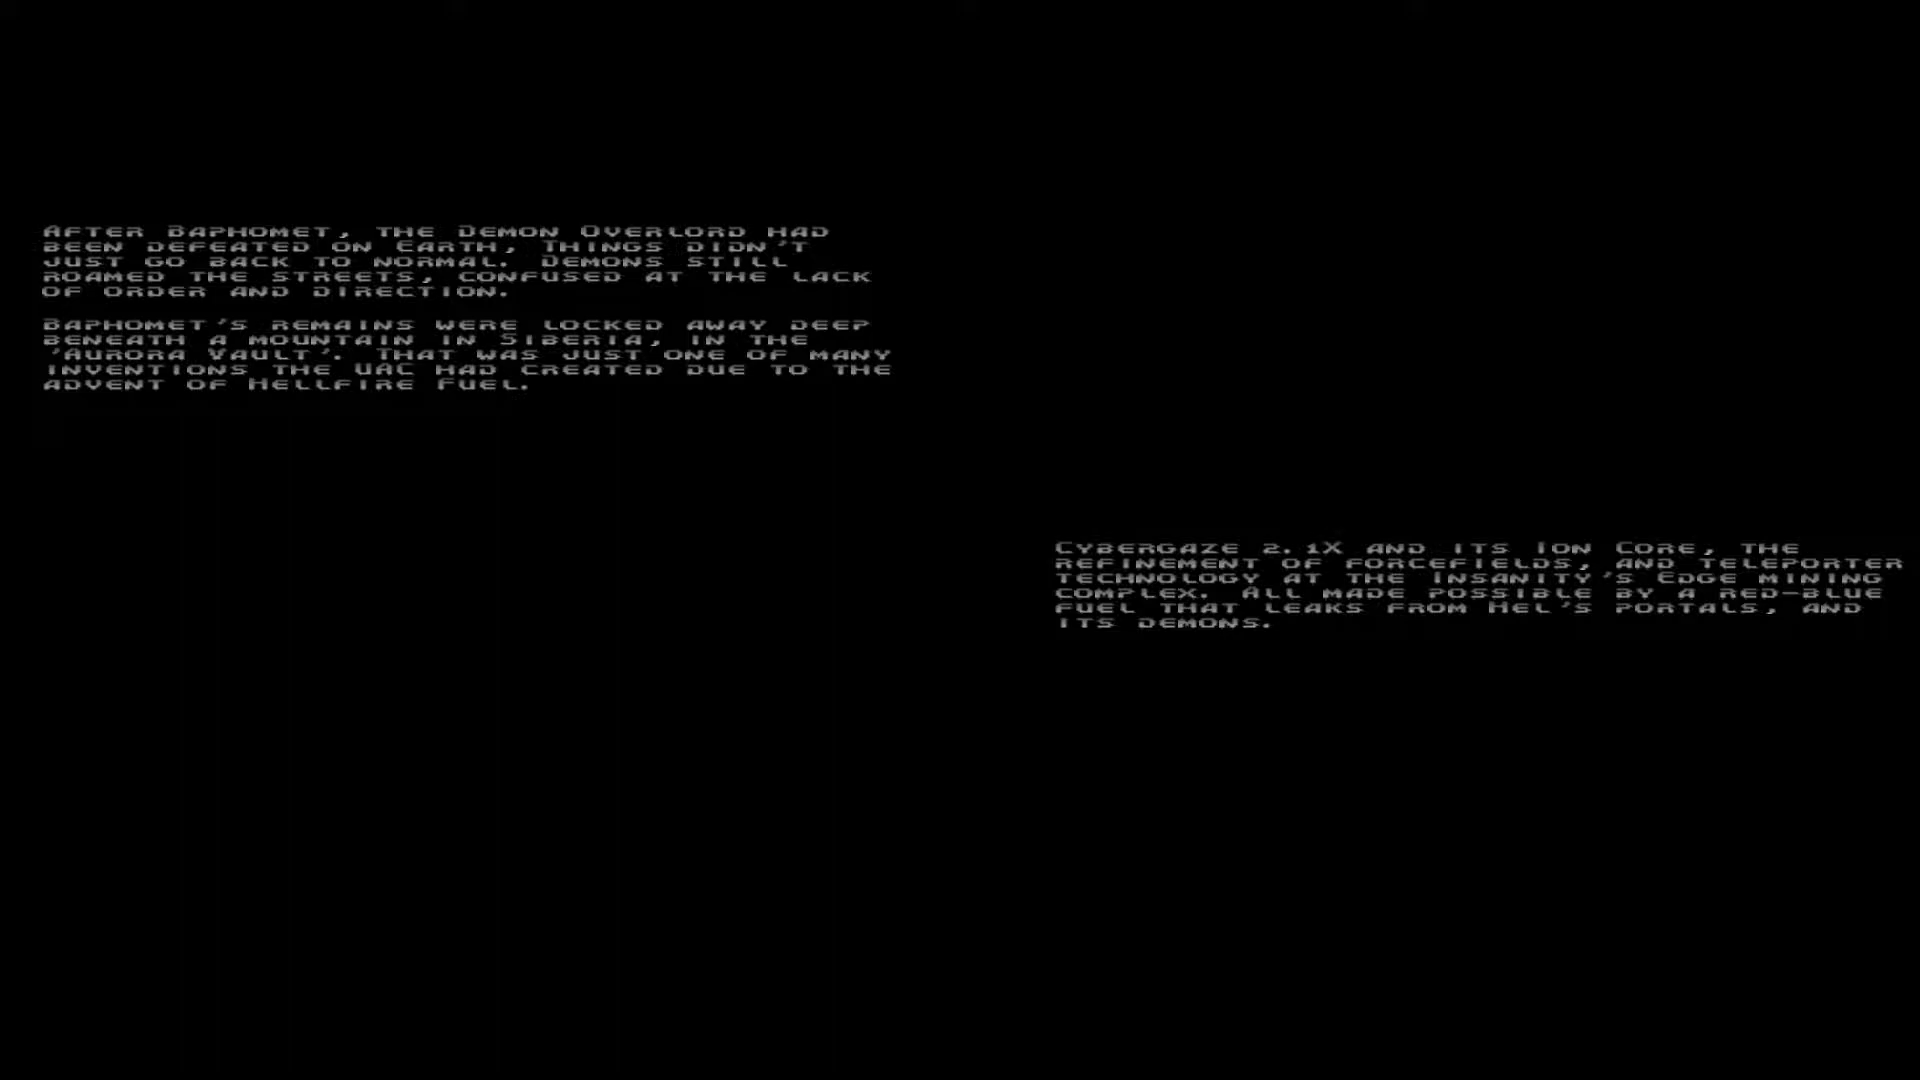 After Baphomet, the Demon Overlord had
been defeated on Earth, Things didn't
just go back to normal. Demons still
roamed the streets, confused at the lack
of order and direction.
Baphomet's remains were locked away deep
beneath a mountain in Siberia, in the
'Aurora Vault'. That was just one of many
inventions the UAC had created due to the
advent of Hellfire Fuel.
Cybergaze 2.1X and its Ion Core, the
refinement of forcefields, and teleporter
technology at the Insanity's Edge mining
complex. All made possible by a red-blue
fuel that leaks from Hel's portals, and
its demons.